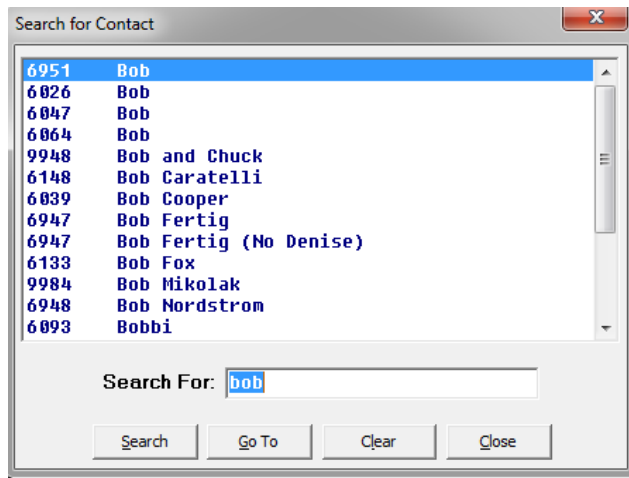 Search for Contact
6951 Bob
6026 Bob
6047 Bob
6064 Bob
9948 Bob and Chuck
6148 Bob Caratelli
6039 Bob Cooper
6947 Bob Fertig
6947 Bob Fertig (No Denise)
6133 Bob Fox
9984 Bob Mikolak
6948 Bob Nordstrom
6093 Bobbi
Search For: bob
Search Go To Clear Close